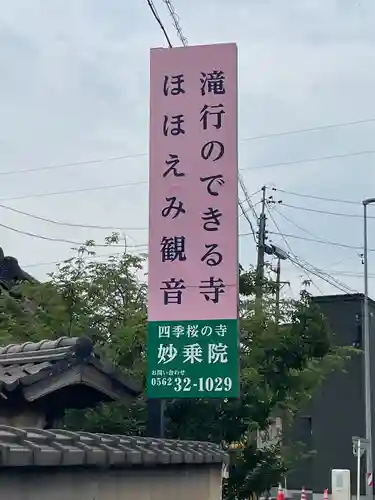 滝行のできる寺
ほほえみ観音
四季桜の寺
妙乗院
お問い合わせ
0562 32-1029